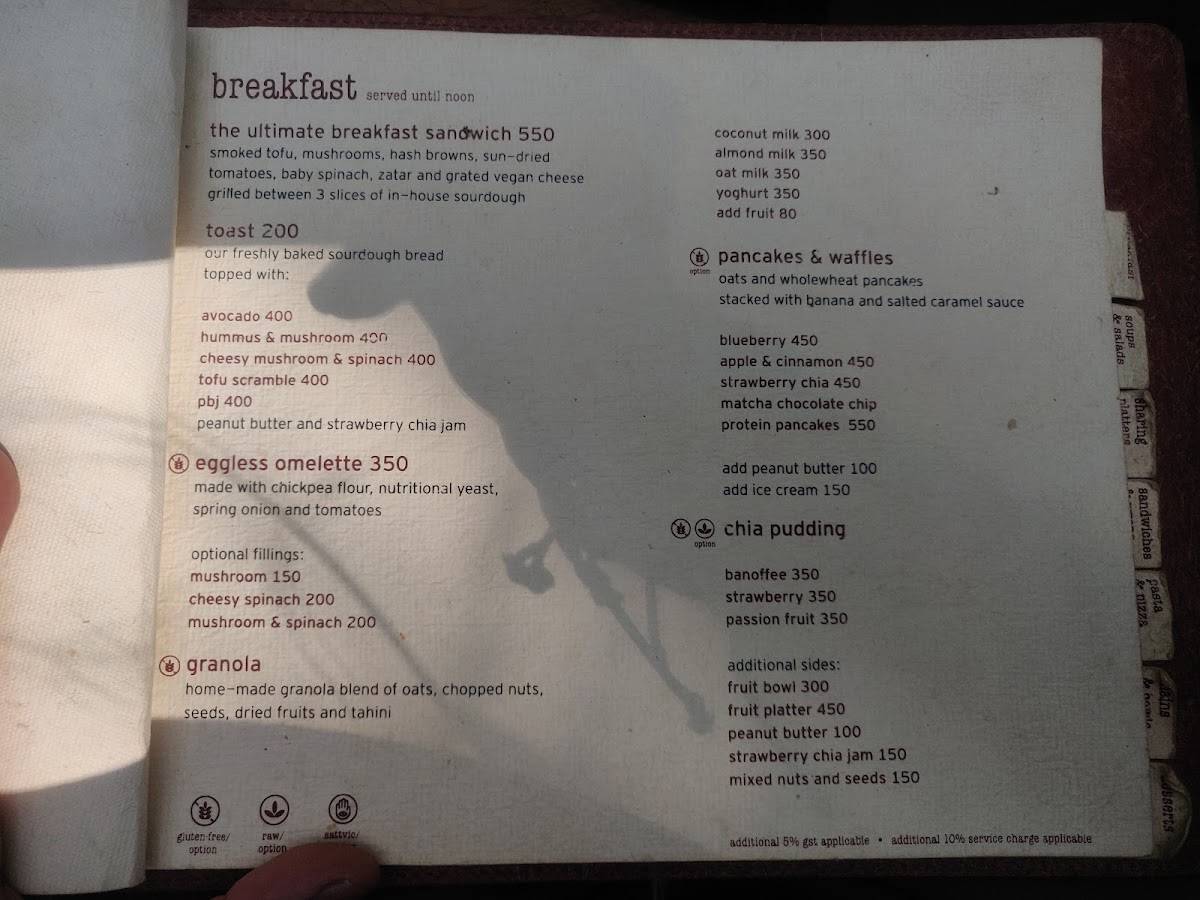 breakfast served until noon
the ultimate breakfast sandwich 550
smoked tofu, mushrooms, hash browns, sun-dried
tomatoes, baby spinach, zatar and grated vegan cheese
grilled between 3 slices of in-house sourdough
toast 200
our freshly baked sourdough bread
topped with:
avocado 400
hummus & mushroom 400
cheesy mushroom & spinach 400
tofu scramble 400
pbj 400
peanut butter and strawberry chia jam
eggless omelette 350
made with chickpea flour, nutritional yeast,
spring onion and tomatoes
optional fillings:
mushroom 150
cheesy spinach 200
mushroom & spinach 200
granola
home-made granola blend of oats, chopped nuts,
seeds, dried fruits and tahini
gluten-free/
option
raw/
option
sattvic/
coconut milk 300
almond milk 350
oat milk 350
yoghurt 350
add fruit 80
option
pancakes & waffles
oats and wholewheat pancakes
stacked with banana and salted caramel sauce
blueberry 450
apple & cinnamon 450
strawberry chia 450
matcha chocolate chip
protein pancakes 550
add peanut butter 100
add ice cream 150
option
chia pudding
banoffee 350
strawberry 350
passion fruit 350
additional sides:
fruit bowl 300
fruit platter 450
peanut butter 100
strawberry chia jam 150
mixed nuts and seeds 150
additional 5% gst applicable • additional 10% service charge applicable
soups
& salads
sharing
platters
sandwiches
pasta
& pizza
desserts